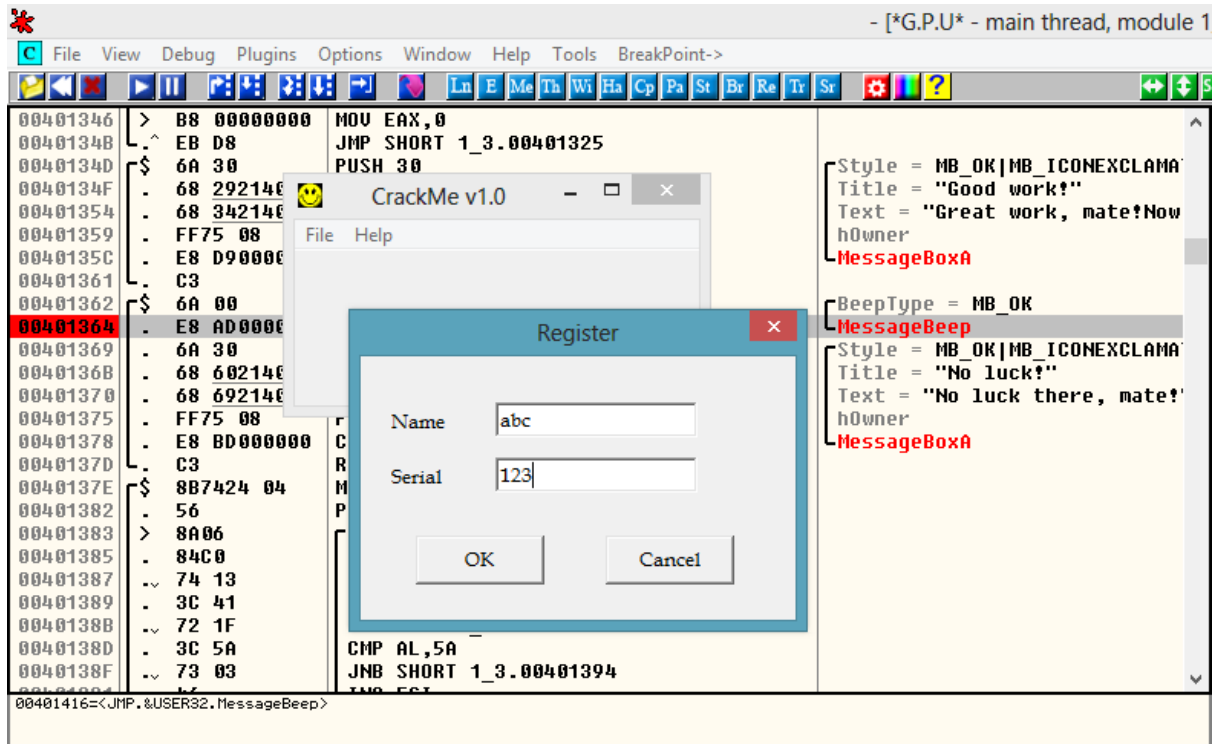 - [*G.P.U* - main thread, module 1
C File View Debug Plugins Options Window Help Tools BreakPoint->
Ln E Me Th Wi Ha Cp Pa St Br Re Tr Sr ?
00401346 > B8 00000000 MOV EAX,0
0040134B .^ EB D8 JMP SHORT 1_3.00401325
0040134D $ 6A 30 PUSH 30 Style = MB_OK|MB_ICONEXCLAMA
0040134F . 68 292140 Title = "Good work!"
00401354 . 68 342140 Text = "Great work, mate!Now
00401359 . FF75 08 hOwner
0040135C . E8 D90000 MessageBoxA
00401361 . C3
00401362 $ 6A 00 BeepType = MB_OK
00401364 . E8 AD0000 MessageBeep
00401369 . 6A 30 Style = MB_OK|MB_ICONEXCLAMA
0040136B . 68 602140 Title = "No luck!"
00401370 . 68 692140 Text = "No luck there, mate!"
00401375 . FF75 08 hOwner
00401378 . E8 BD000000 C MessageBoxA
0040137D . C3 R
0040137E $ 8B7424 04 M
00401382 . 56 P
00401383 > 8A06
00401385 . 84C0
00401387 .v 74 13
00401389 . 3C 41
0040138B .v 72 1F
0040138D . 3C 5A CMP AL,5A
0040138F .v 73 03 JNB SHORT 1_3.00401394
00401416=<JMP.&USER32.MessageBeep>
CrackMe v1.0
File Help
Register
Name abc
Serial 123
OK Cancel